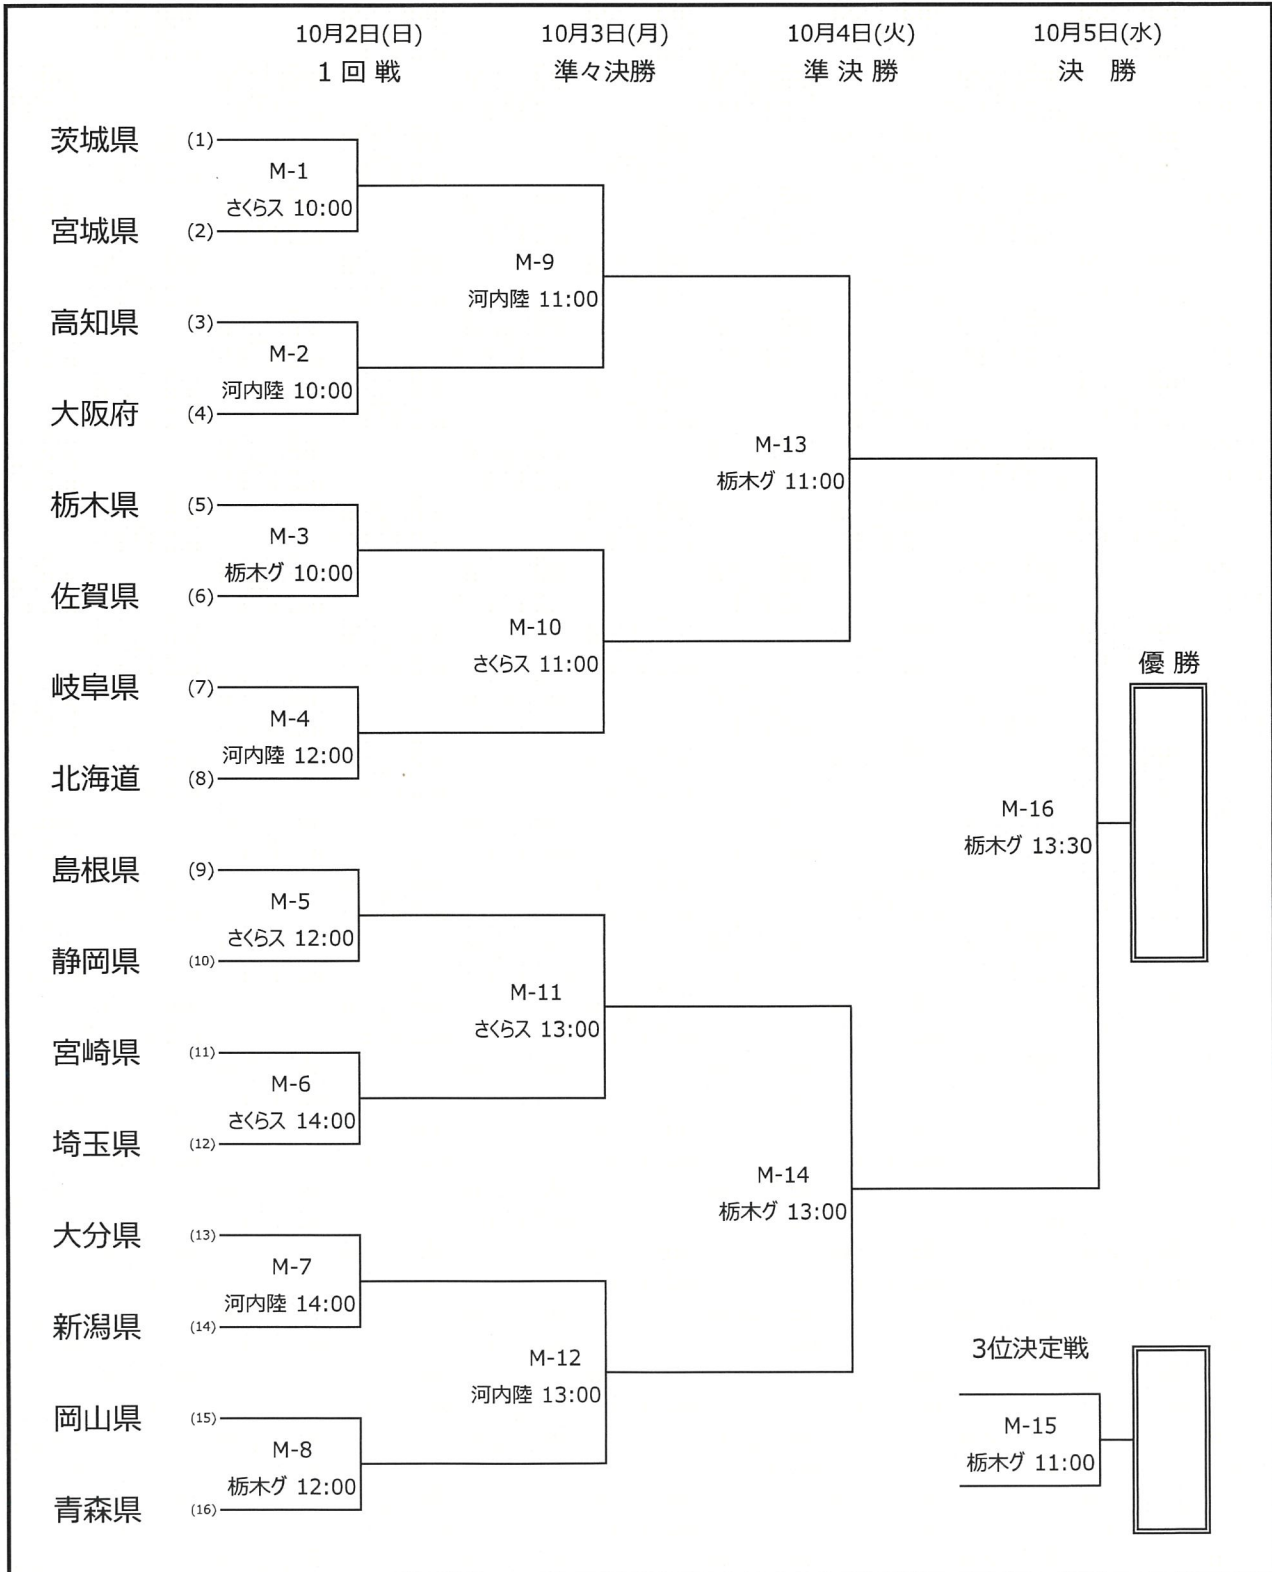 10月2日(日) 10月3日(月) 10月4日(火) 10月5日(水)
1 回 戦 準々決勝 準 決 勝 決 勝
茨城県 (1)
M-1
さくらス 10:00
宮城県 (2)
M-9
河内陸 11:00
高知県 (3)
M-2
河内陸 10:00
大阪府 (4)
M-13
栃木グ 11:00
栃木県 (5)
M-3
栃木グ 10:00
佐賀県 (6)
M-10
さくらス 11:00
優 勝
岐阜県 (7)
M-4
河内陸 12:00
北海道 (8)
M-16
栃木グ 13:30
島根県 (9)
M-5
さくらス 12:00
静岡県 (10)
M-11
さくらス 13:00
宮崎県 (11)
M-6
さくらス 14:00
埼玉県 (12)
M-14
栃木グ 13:00
大分県 (13)
M-7
河内陸 14:00
新潟県 (14)
3位決定戦
M-12
河内陸 13:00
岡山県 (15)
M-15
栃木グ 11:00
M-8
栃木グ 12:00
青森県 (16)